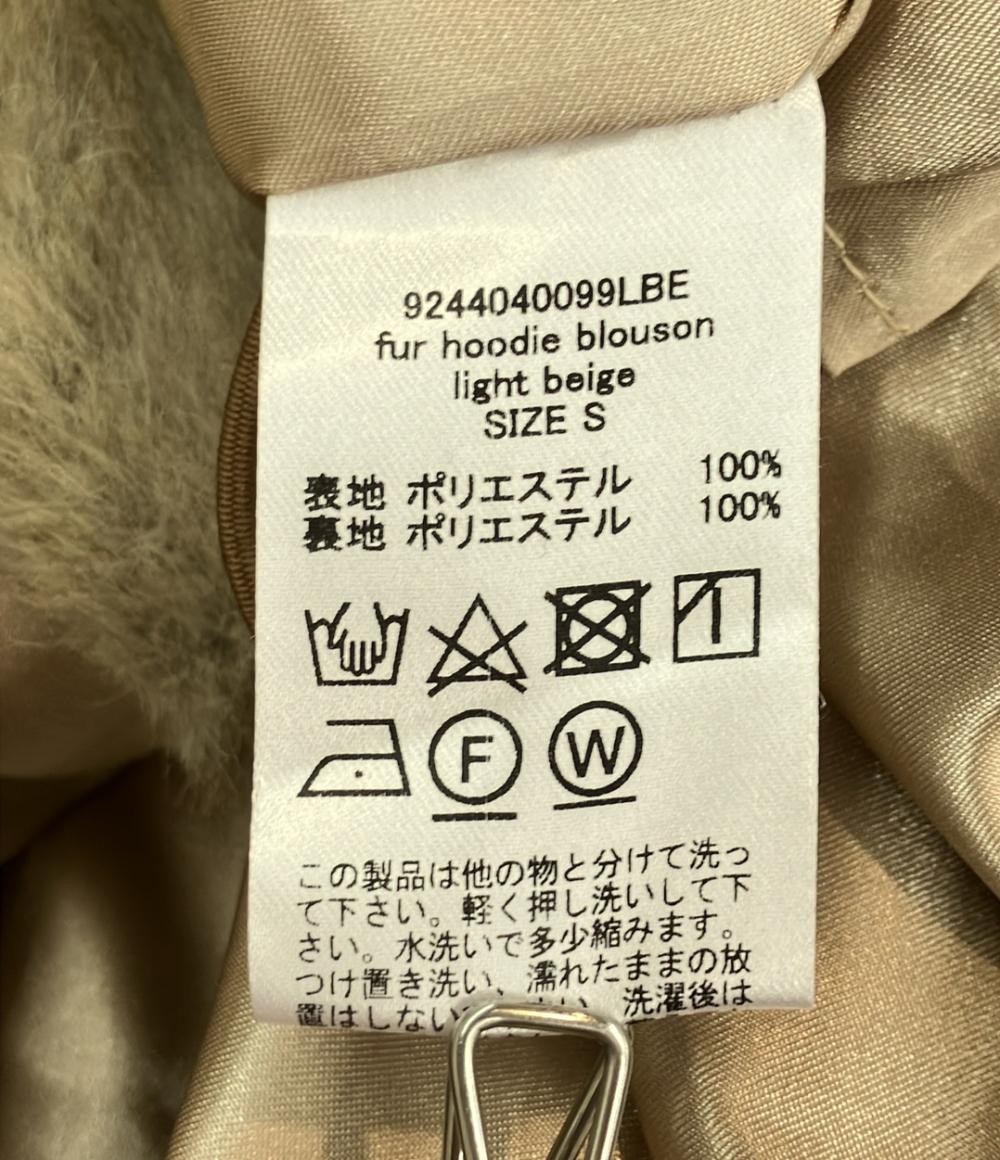 9244040099LBE
fur hoodie blouson
light beige
SIZE S
表地 ポリエステル 100%
裏地 ポリエステル 100%
F W
この製品は他の物と分けて洗っ
て下さい。軽く押し洗いして下
さい。水洗いで多少縮みます。
つけ置き洗い、濡れたままの放
置はしない 洗濯後は